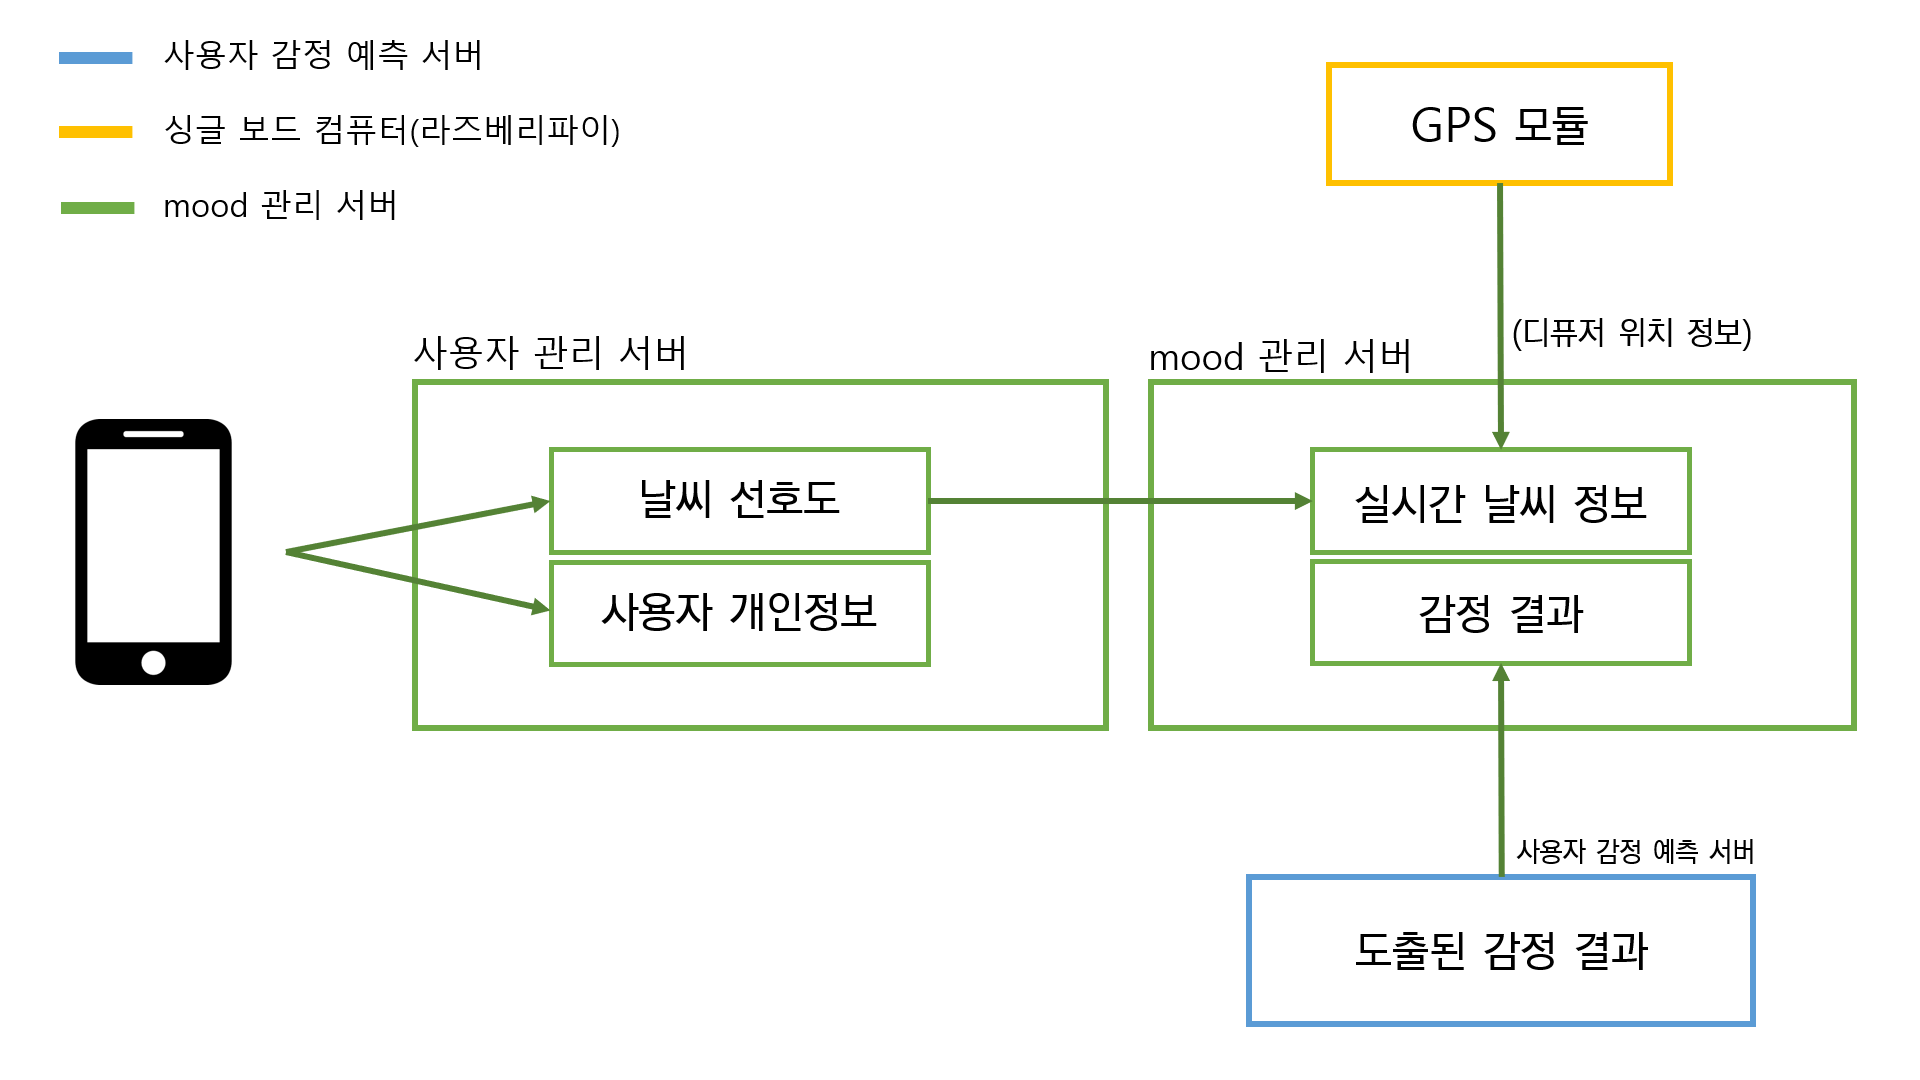 사용자 감정 예측 서버
싱글 보드 컴퓨터(라즈베리파이)
mood 관리 서버
GPS 모듈
(디퓨저 위치 정보)
사용자 관리 서버
mood 관리 서버
날씨 선호도
사용자 개인정보
실시간 날씨 정보
감정 결과
사용자 감정 예측 서버
도출된 감정 결과